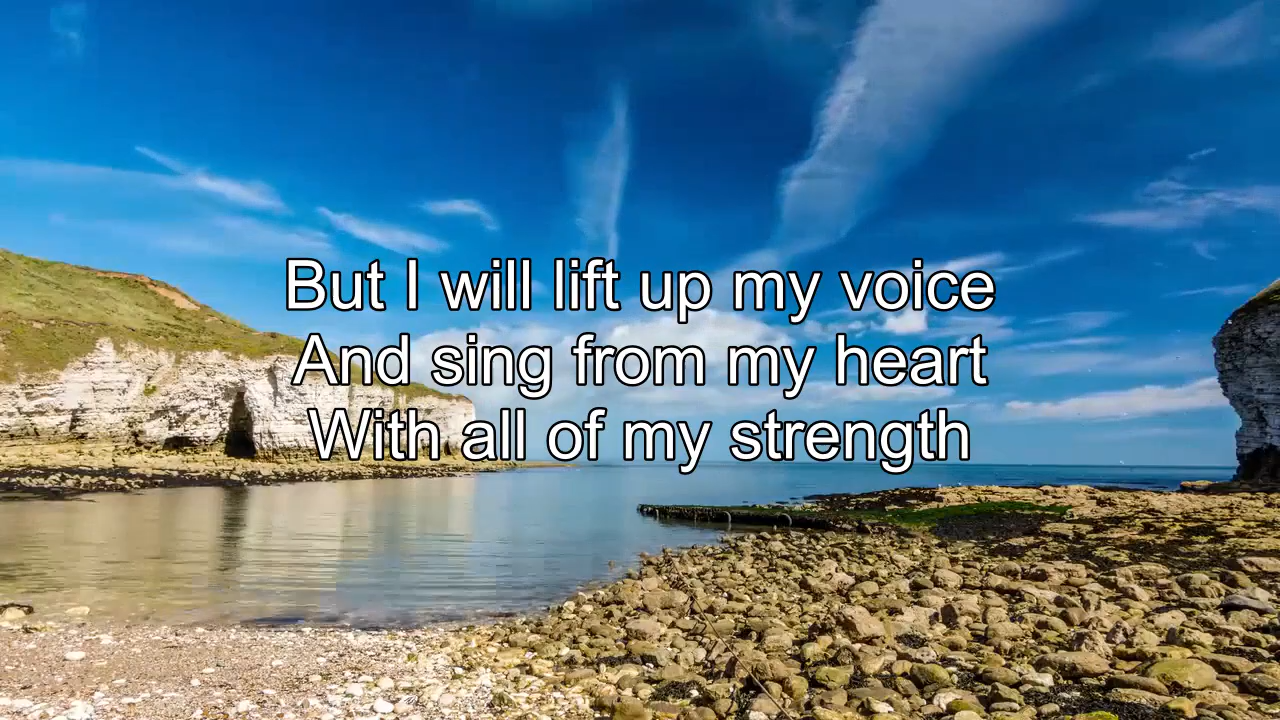 But I will lift up my voice
And sing from my heart
With all of my strength